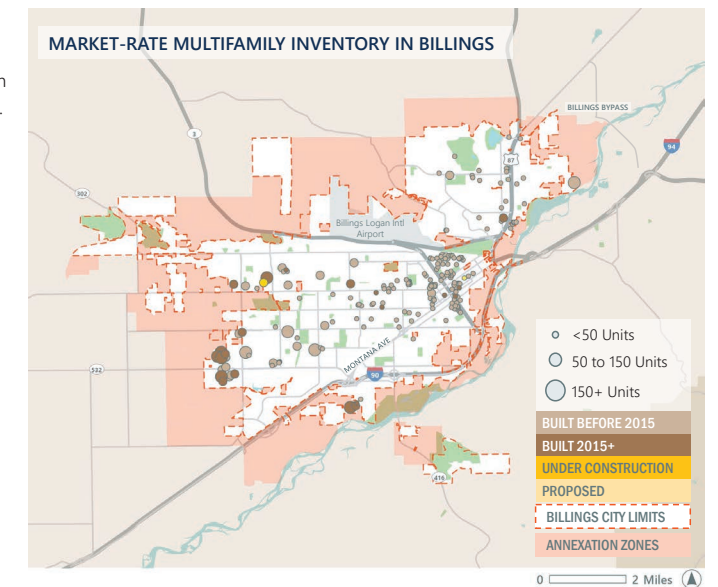 MARKET-RATE MULTIFAMILY INVENTORY IN BILLINGS
n
.
BILLINGS BYPASS
3
94
87
302
Billings Logan Intl
Airport
MONTANA AVE
90
532
416
<50 Units
50 to 150 Units
150+ Units
BUILT BEFORE 2015
BUILT 2015+
UNDER CONSTRUCTION
PROPOSED
BILLINGS CITY LIMITS
ANNEXATION ZONES
0 2 Miles